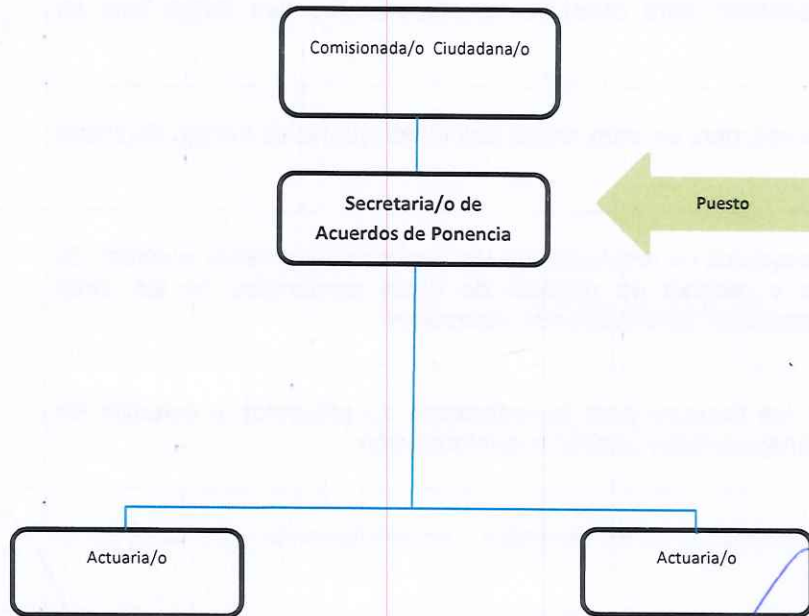 Comisionada/o Ciudadana/o
Secretaria/o de
Acuerdos de Ponencia
Puesto
Actuaria/o
Actuaria/o